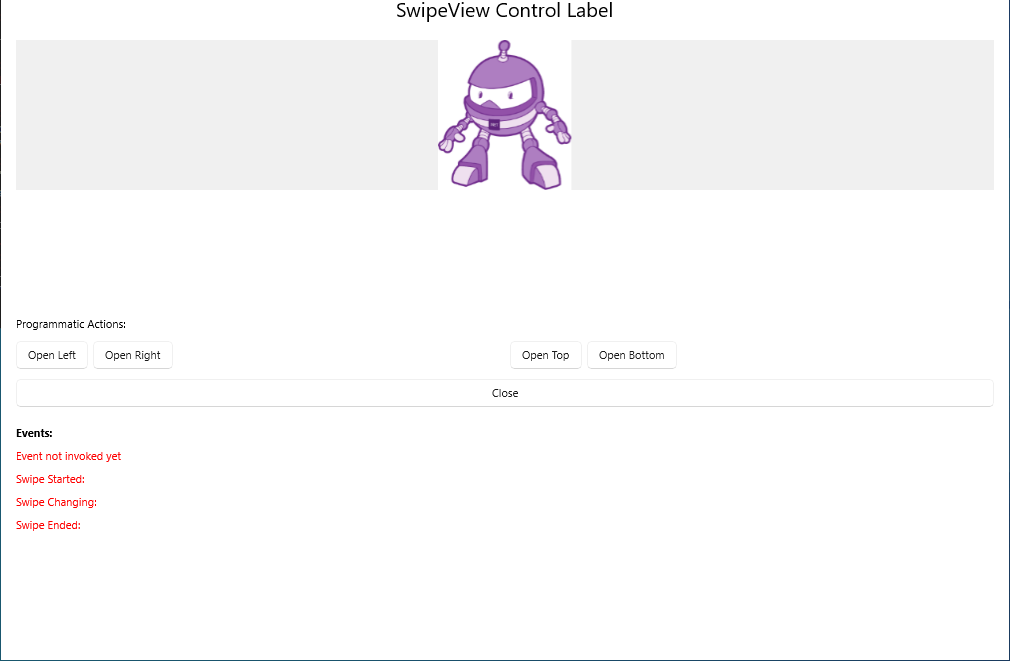 SwipeView Control Label
Programmatic Actions:
Open Left Open Right Open Top Open Bottom
Close
Events:
Event not invoked yet
Swipe Started:
Swipe Changing:
Swipe Ended: